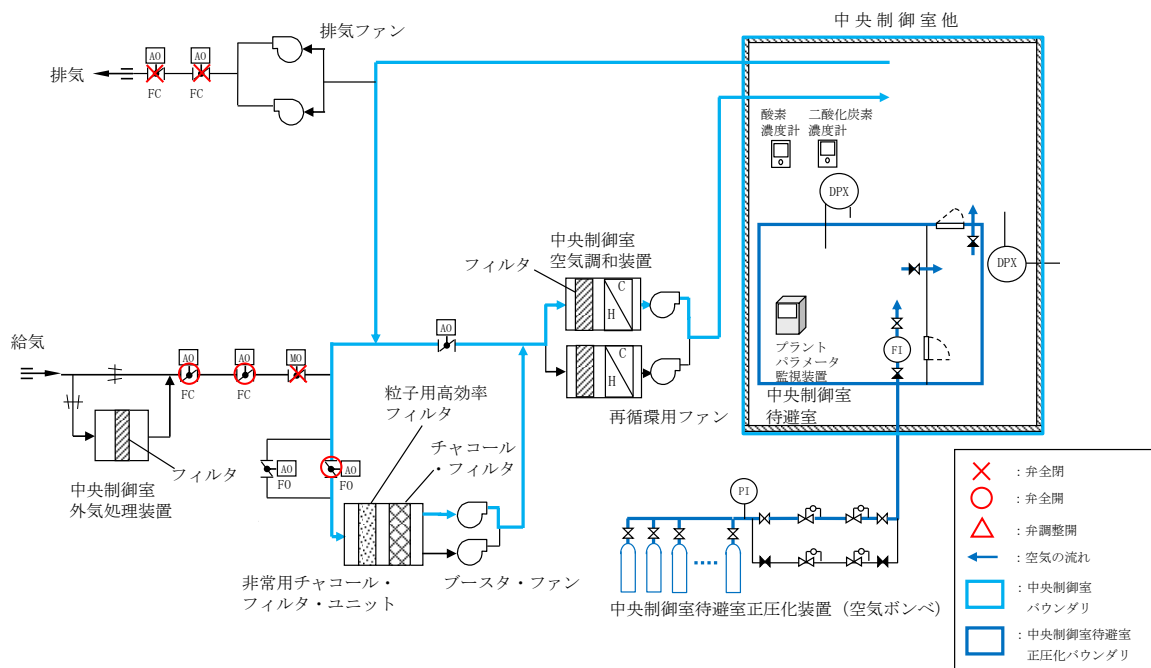 中央制御室他
排気ファン
AO
AO
排気
FC
FC
酸素
濃度計
二酸化炭素
濃度計
DPX
DPX
中央制御室
空気調和装置
フィルタ
C
H
C
H
再循環用ファン
AO
給気
AO
AO
MO
FC
FC
フィルタ
中央制御室
外気処理装置
粒子用高効率
フィルタ
チャコール
・フィルタ
AO
FO
AO
FO
非常用チャコール・
フィルタ・ユニット
ブースタ・ファン
プラント
パラメータ
監視装置
FI
中央制御室
待避室
PI
中央制御室待避室正圧化装置（空気ボンベ）
：弁全閉
：弁全開
：弁調整開
：空気の流れ
：中央制御室
バウンダリ
：中央制御室待避室
正圧化バウンダリ